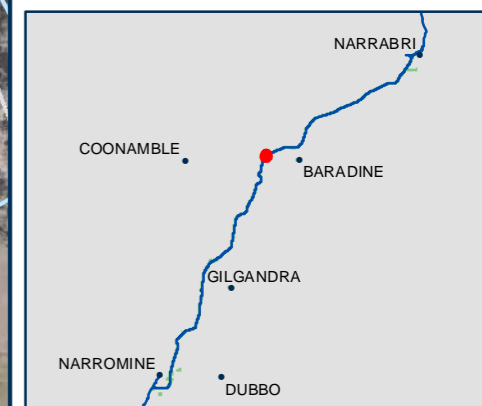 NARRABRI
COONAMBLE
BARADINE
GILGANDRA
NARROMINE
DUBBO